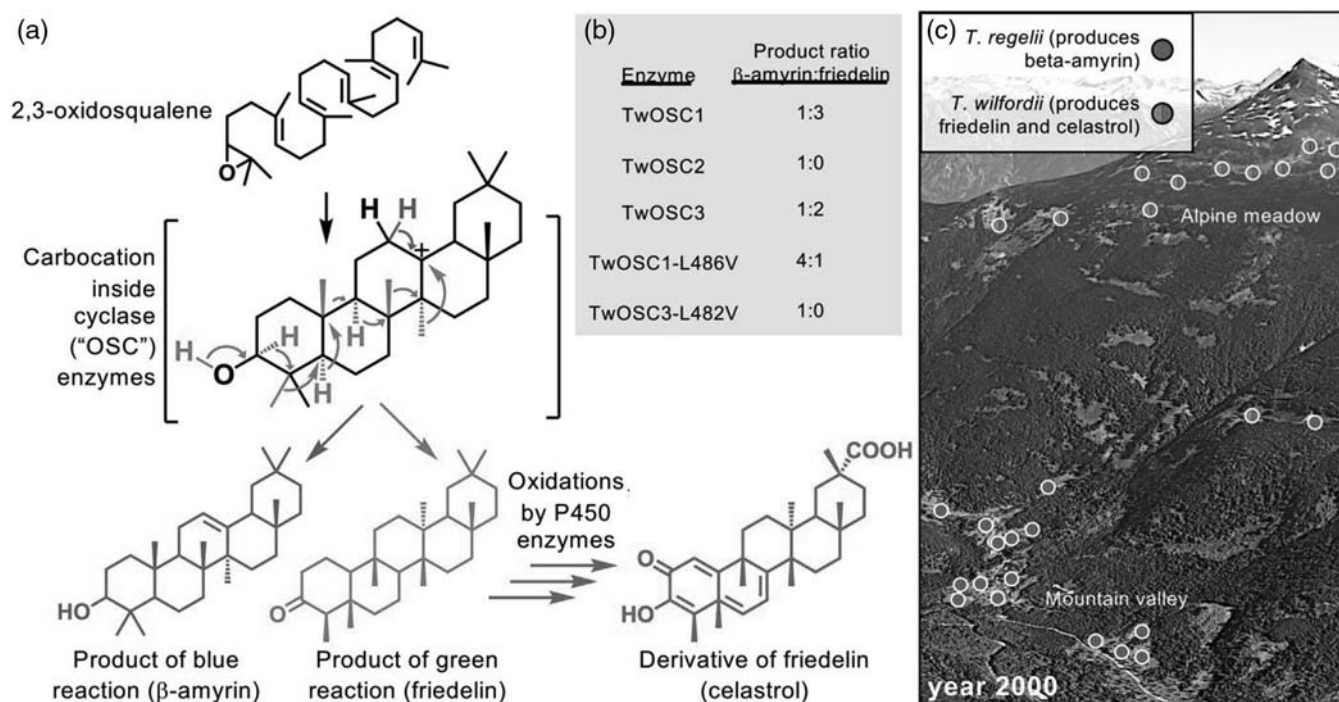 (a)
2,3-oxidosqualene
O
H
H
+
Carbocation
inside
cyclase
("OSC")
enzymes
H
H
H
O
H
HO
Product of blue
reaction (β-amyrin)
O
Product of green
reaction (friedelin)
Oxidations
by P450
enzymes
COOH
O
HO
Derivative of friedelin
(celastrol)
(b)
Product ratio
Enzyme β-amyrin:friedelin
TwOSC1 1:3
TwOSC2 1:0
TwOSC3 1:2
TwOSC1-L486V 4:1
TwOSC3-L482V 1:0
(c)
T. regelii (produces
beta-amyrin)
T. wilfordii (produces
friedelin and celastrol)
Alpine meadow
Mountain valley
year 2000